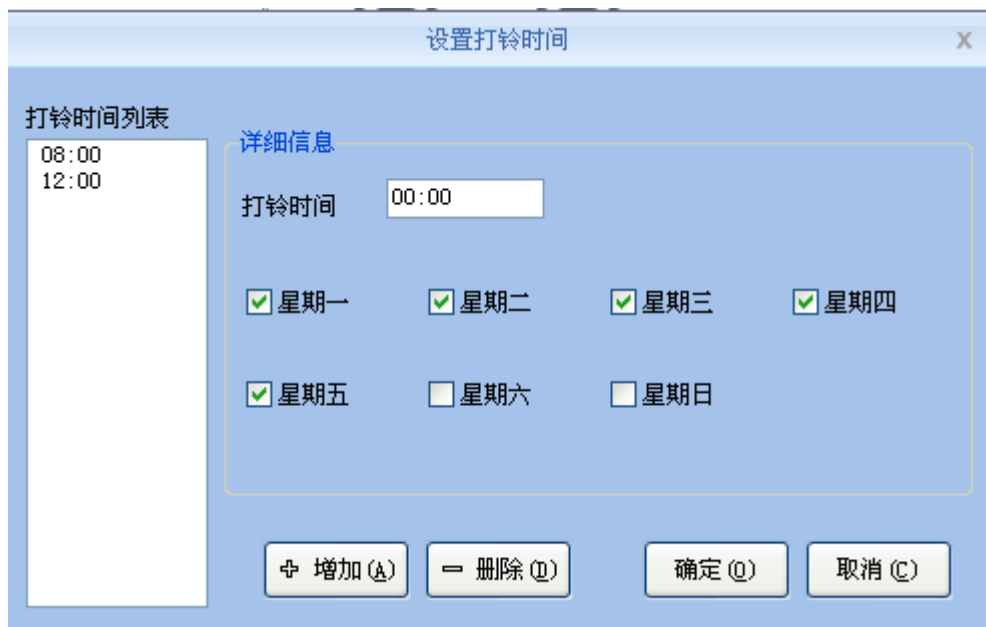 设置打铃时间
X
打铃时间列表
08:00
12:00
详细信息
打铃时间
00:00
星期一
星期二
星期三
星期四
星期五
星期六
星期日
增加(A)
册除(D)
确定(O)
取消(C)